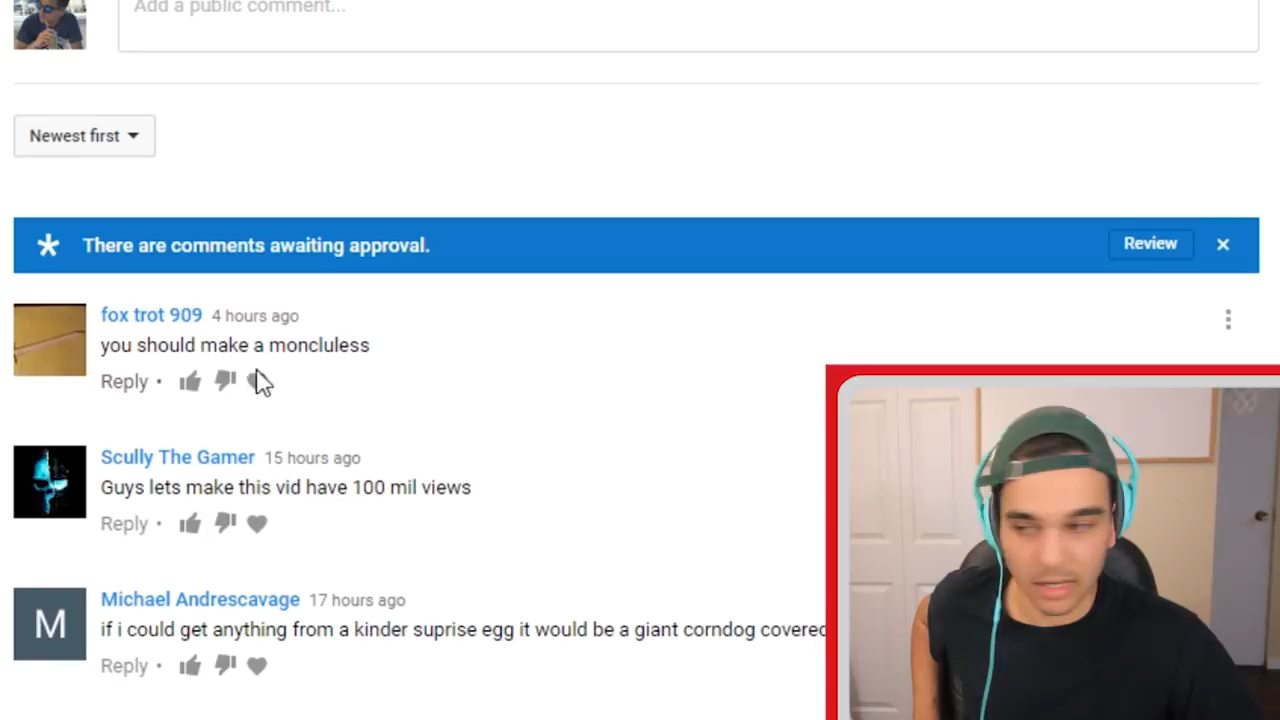 Add a public comment...
Newest first
There are comments awaiting approval.
Review
fox trot 909 4 hours ago
you should make a moncluless
Reply •
Scully The Gamer 15 hours ago
Guys lets make this vid have 100 mil views
Reply •
M
Michael Andrescavage 17 hours ago
if i could get anything from a kinder suprise egg it would be a giant corndog covered
Reply •